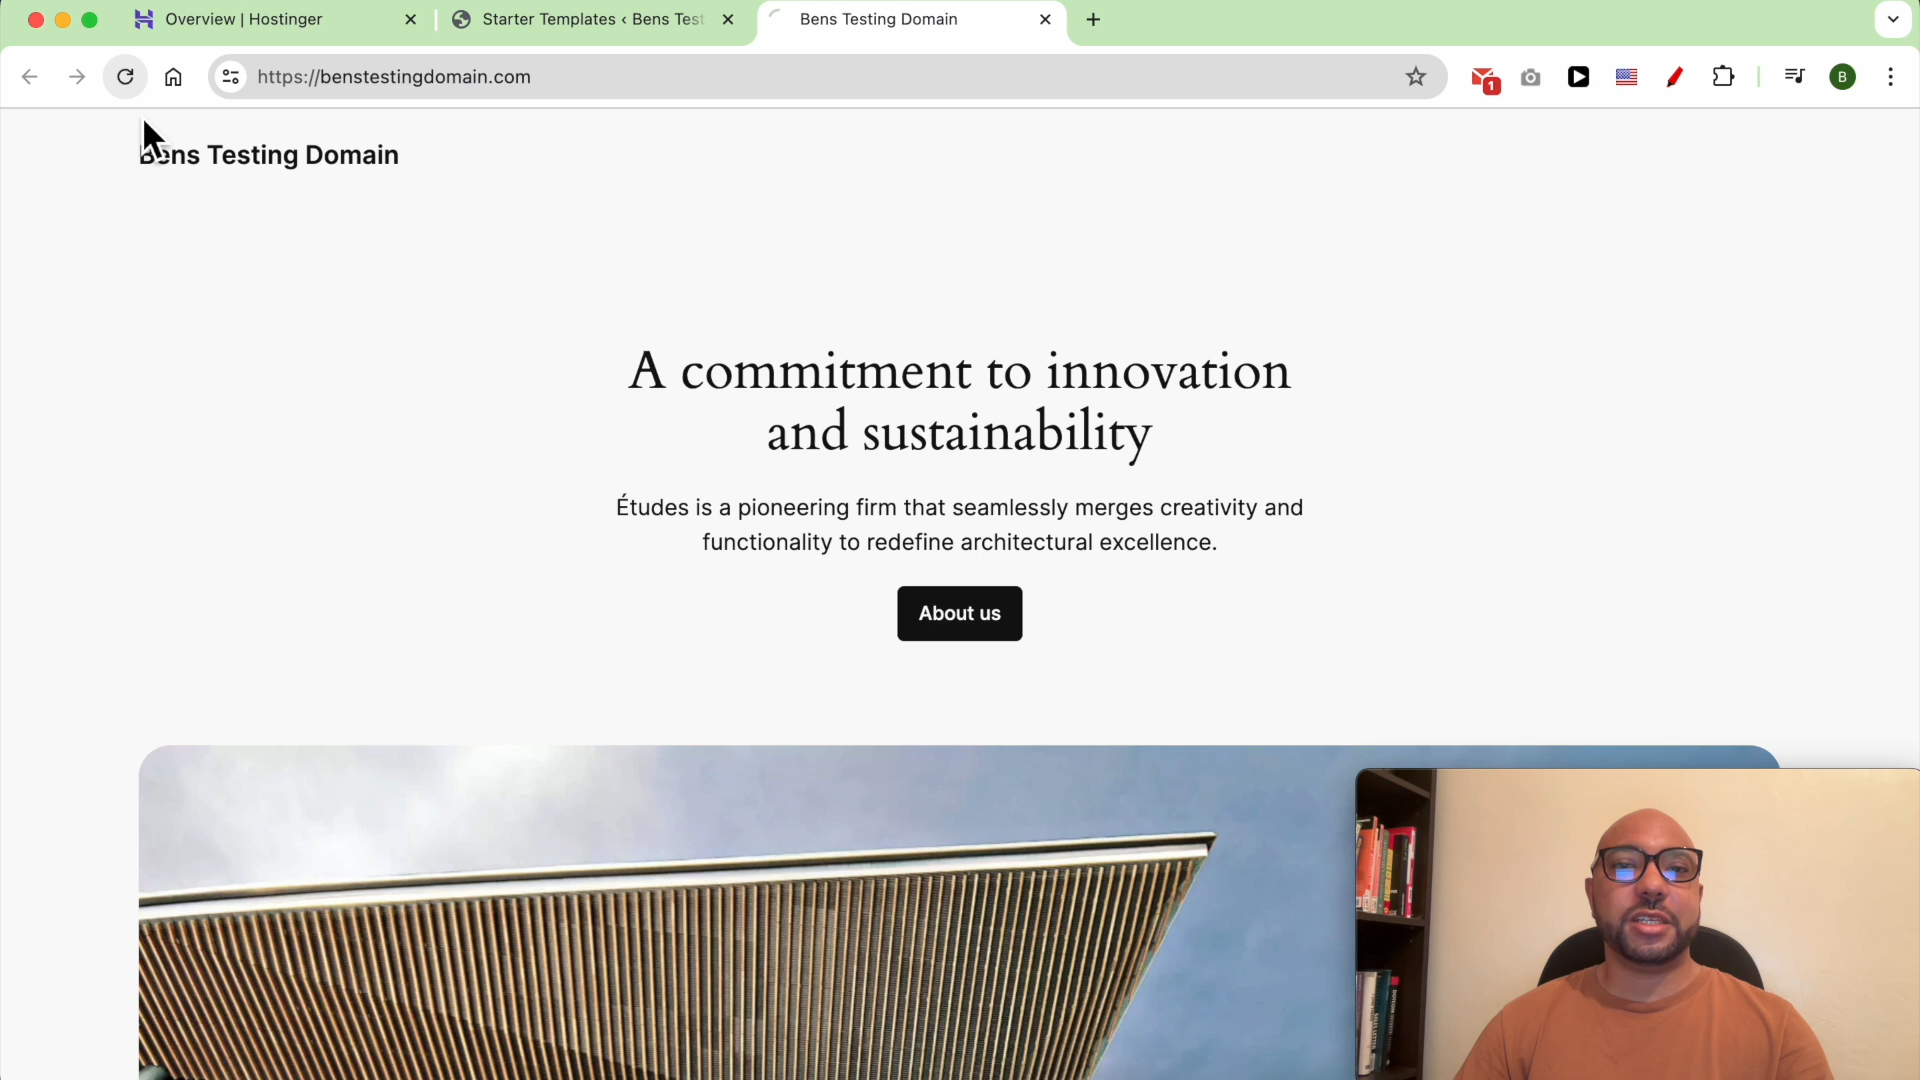 Overview | Hostinger
Starter Templates ‹ Bens Test
Bens Testing Domain
https://benstestingdomain.com
1
B
Bens Testing Domain
A commitment to innovation
and sustainability
Études is a pioneering firm that seamlessly merges creativity and
functionality to redefine architectural excellence.
About us